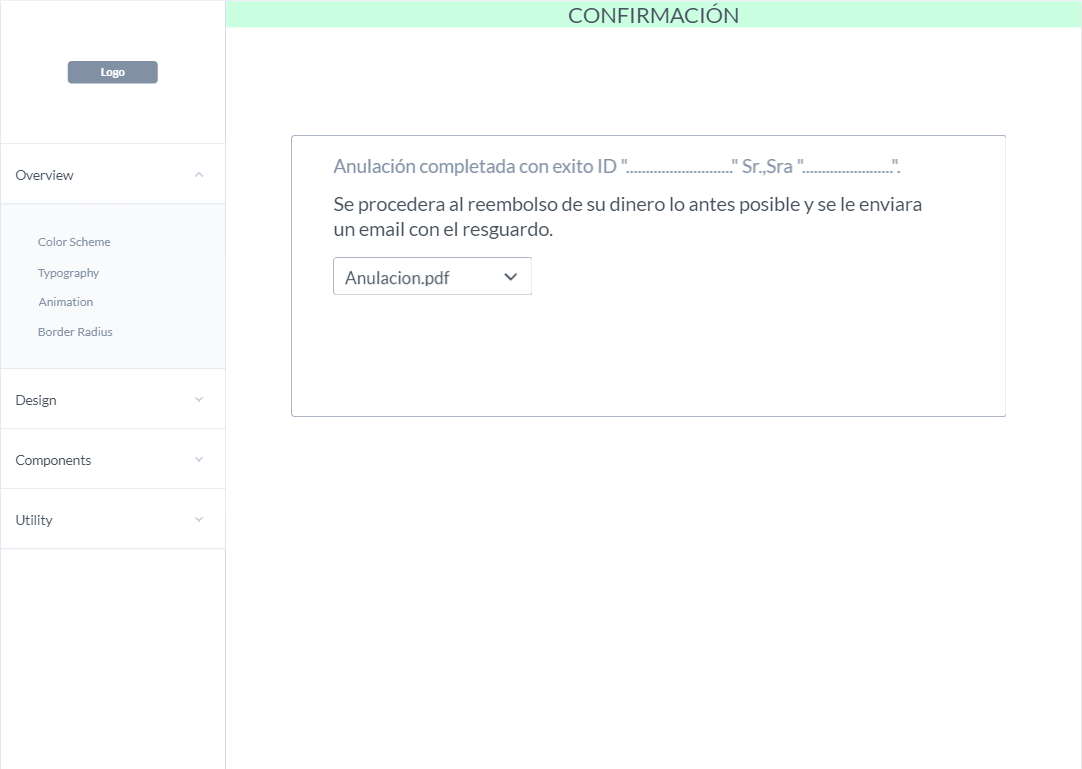 CONFIRMACIÓN
Logo
Overview
Color Scheme
Typography
Animation
Border Radius
Design
Components
Utility
Anulación completada con exito ID "..........................." Sr.,Sra ".......................".
Se procedera al reembolso de su dinero lo antes posible y se le enviara
un email con el resguardo.
Anulacion.pdf